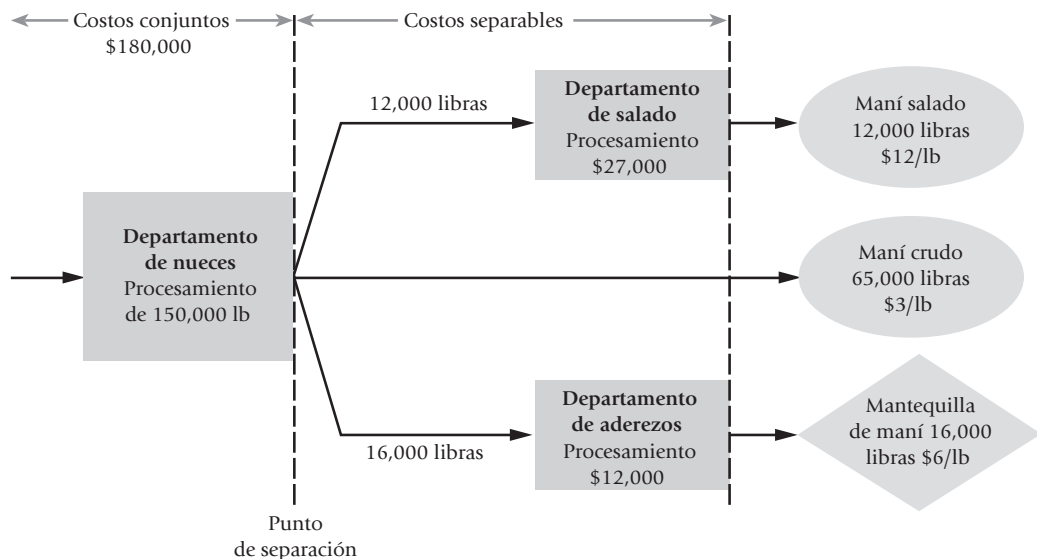 Costos conjuntos
$180,000
Costos separables
12,000 libras
Departamento
de salado
Procesamiento
$27,000
Maní salado
12,000 libras
$12/lb
Departamento
de nueces
Procesamiento
de 150,000 lb
Maní crudo
65,000 libras
$3/lb
16,000 libras
Departamento
de aderezos
Procesamiento
$12,000
Mantequilla
de maní 16,000
libras $6/lb
Punto
de separación